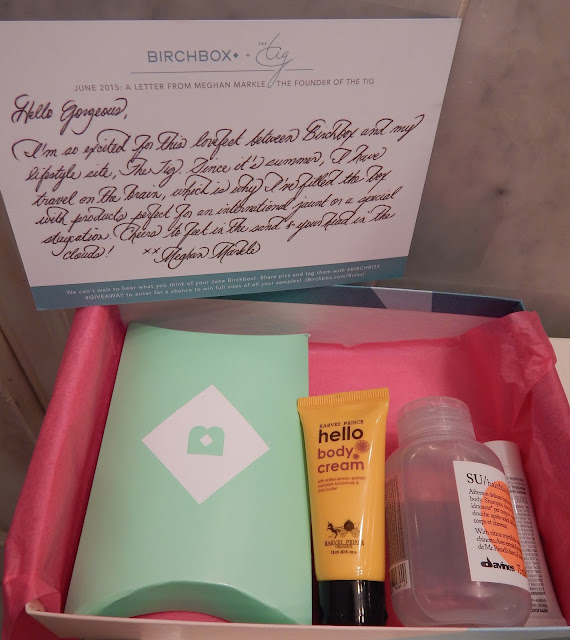 BIRCHBOX • THE tig
JUNE 2015: A LETTER FROM MEGHAN MARKLE, THE FOUNDER OF THE TIG
Hello Gorgeous,
I'm so excited for this lovefest between Birchbox and my
lifestyle site, The Tig. Since it's summer, I have
travel on the brain, which is why I've filled the box
with products perfect for an international jaunt or a special
staycation. Cheers to feet in the sand & your head in the
clouds! xx Meghan Markle
We can't wait to hear what you think of your June Birchbox! Share pics and tag them with #BIRCHBOX
#GIVEAWAY to enter for a chance to win full sizes of all your samples!
B
HARVEY PRINCE
hello
body
cream
HARVEY PRINCE
SU/hair&
davines